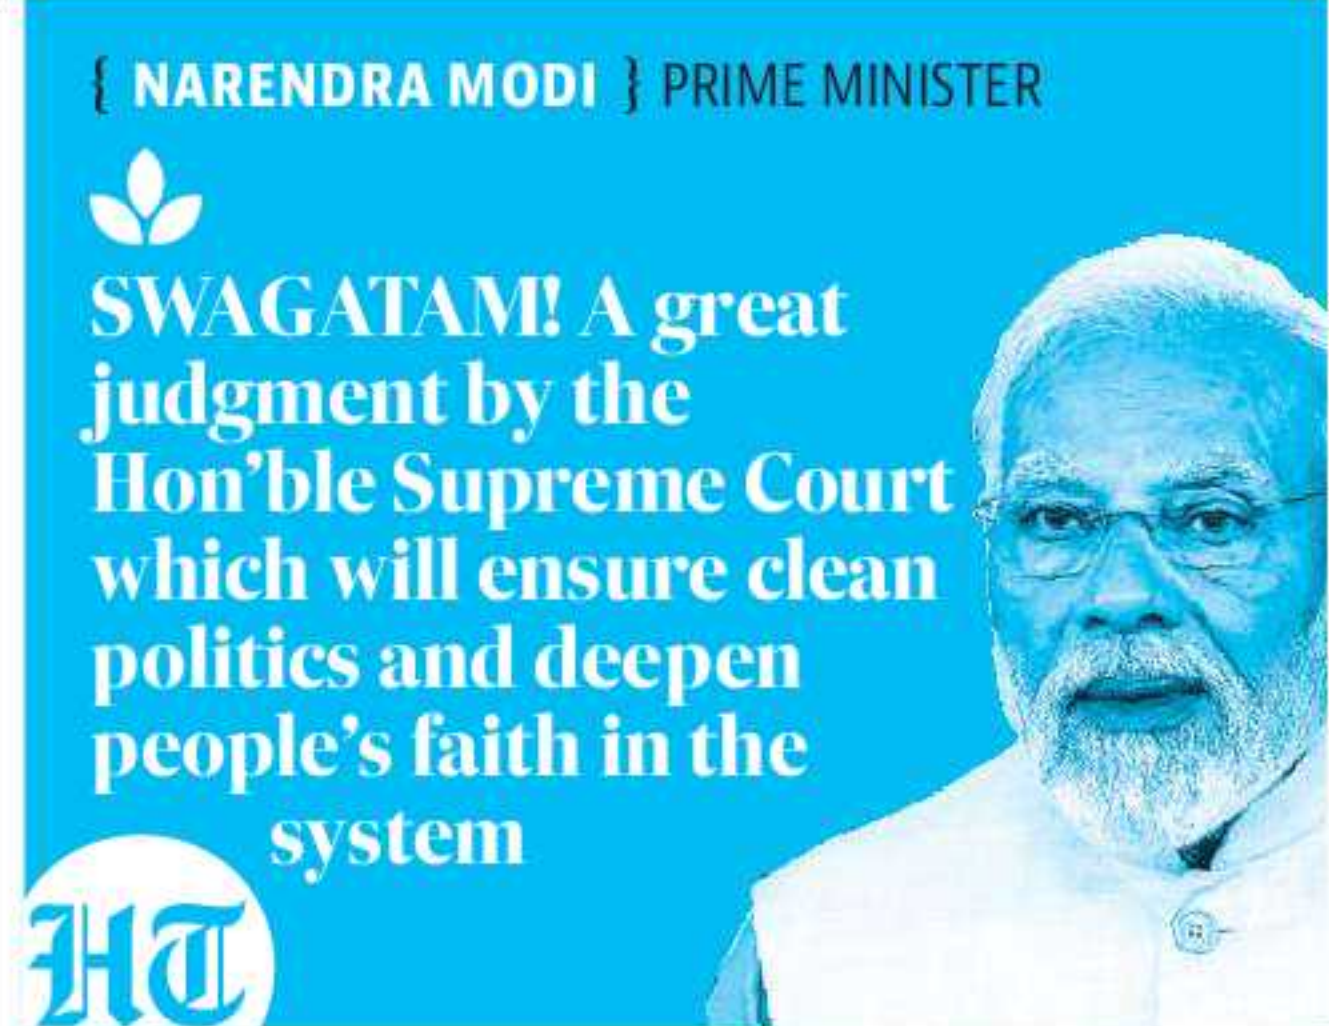 { NARENDRA MODI } PRIME MINISTER
SWAGATAM! A great
judgment by the
Hon’ble Supreme Court
which will ensure clean
politics and deepen
people’s faith in the
system
HT